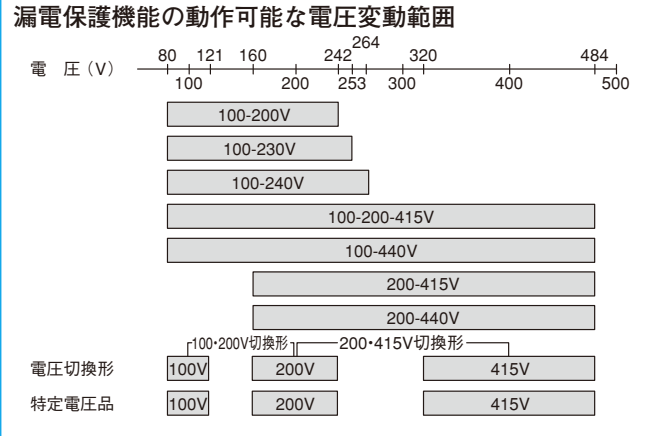 漏電保護機能の動作可能な電圧変動範囲
264
80 121 160 242 320 484
電 圧（V）
100 200 253 300 400 500
100-200V
100-230V
100-240V
100-200-415V
100-440V
200-415V
200-440V
100・200V切換形 200・415V切換形
電圧切換形 100V 200V 415V
特定電圧品 100V 200V 415V